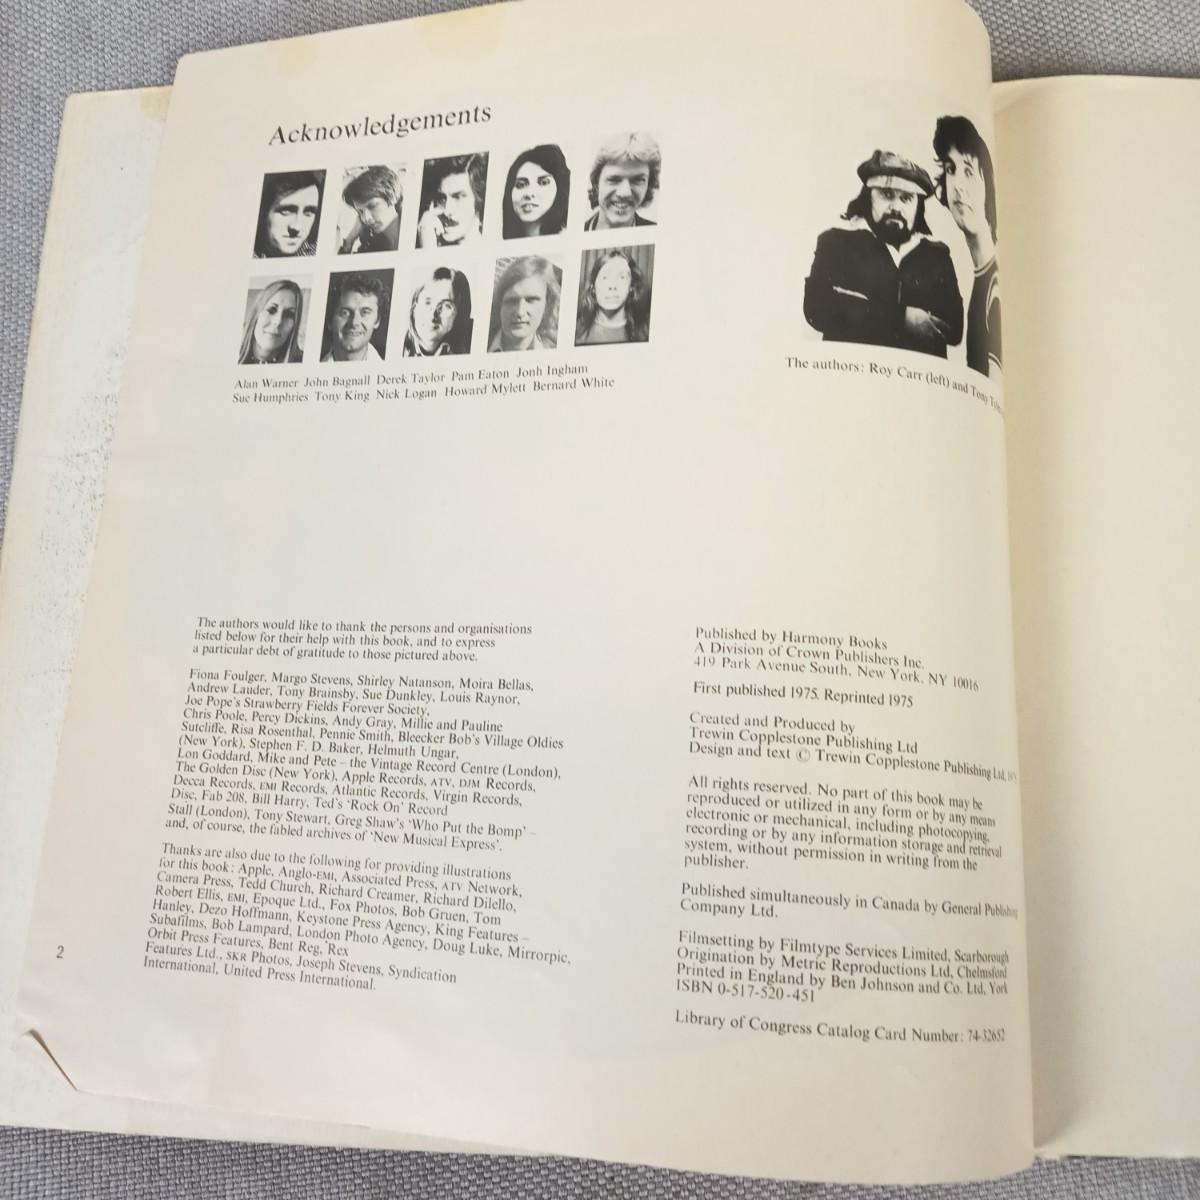 Acknowledgements
Alan Warner John Bagnall Derek Taylor Pam Eaton Jonh Ingham
Sue Humphries Tony King Nick Logan Howard Mylett Bernard White
The authors: Roy Carr (left) and Tony
The authors would like to thank the persons and organisations
listed below for their help with this book, and to express
a particular debt of gratitude to those pictured above.
Fiona Foulger, Margo Stevens, Shirley Natanson, Moira Bellas,
Andrew Lauder, Tony Brainsby, Sue Dunkley, Louis Raynor,
Joe Pope's Strawberry Fields Forever Society,
Chris Poole, Percy Dickins, Andy Gray, Millie and Pauline
Sutcliffe, Risa Rosenthal, Pennie Smith, Bleecker Bob's Village Oldies
(New York), Stephen F. D. Baker, Helmuth Ungar,
Lon Goddard, Mike and Pete – the Vintage Record Centre (London),
The Golden Disc (New York), Apple Records, ATV, DJM Records,
Decca Records, EMI Records, Atlantic Records, Virgin Records,
Disc, Fab 208, Bill Harry, Ted's 'Rock On' Record
Stall (London), Tony Stewart, Greg Shaw's 'Who Put the Bomp' –
and, of course, the fabled archives of 'New Musical Express'.
Thanks are also due to the following for providing illustrations
for this book: Apple, Anglo-EMI, Associated Press, ATV Network,
Camera Press, Tedd Church, Richard Creamer, Richard Dilello,
Robert Ellis, EMI, Epoque Ltd., Fox Photos, Bob Gruen, Tom
Hanley, Dezo Hoffmann, Keystone Press Agency, King Features –
Subafilms, Bob Lampard, London Photo Agency, Doug Luke, Mirrorpic,
Orbit Press Features, Bent Rej, Rex
Features Ltd., SKR Photos, Joseph Stevens, Syndication
International, United Press International.
2
Published by Harmony Books
A Division of Crown Publishers Inc.
419 Park Avenue South, New York, NY 10016
First published 1975. Reprinted 1975
Created and Produced by
Trewin Copplestone Publishing Ltd
Design and text © Trewin Copplestone Publishing Ltd,
All rights reserved. No part of this book may be
reproduced or utilized in any form or by any means
electronic or mechanical, including photocopying,
recording or by any information storage and retrieval
system, without permission in writing from the
publisher.
Published simultaneously in Canada by General Publishing
Company Ltd.
Filmsetting by Filmtype Services Limited, Scarborough
Origination by Metric Reproductions Ltd, Chelmsford
Printed in England by Ben Johnson and Co. Ltd, York
ISBN 0-517-520-451
Library of Congress Catalog Card Number: 74-32652